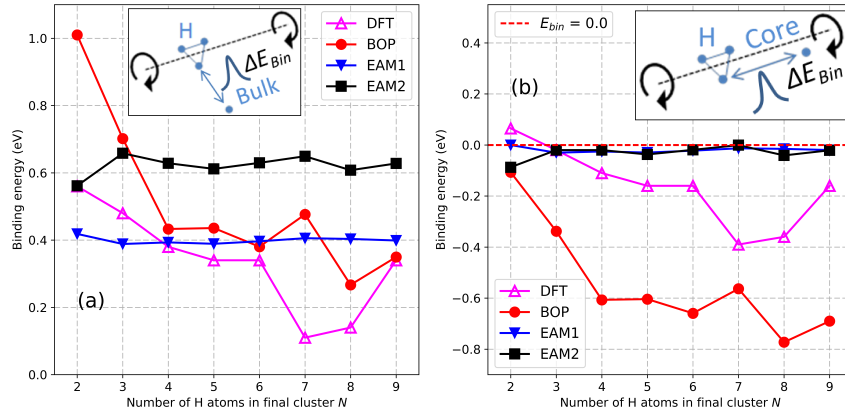 1.0
0.8
0.6
0.4
0.2
0.0
Binding energy (eV)
2 3 4 5 6 7 8 9
Number of H atoms in final cluster N
(a)
H
ΔE_Bin
Bulk
DFT
BOP
EAM1
EAM2
0.4
0.2
0.0
−0.2
−0.4
−0.6
−0.8
Binding energy (eV)
2 3 4 5 6 7 8 9
Number of H atoms in final cluster N
E_bin = 0.0
(b)
H
Core
ΔE_Bin
DFT
BOP
EAM1
EAM2